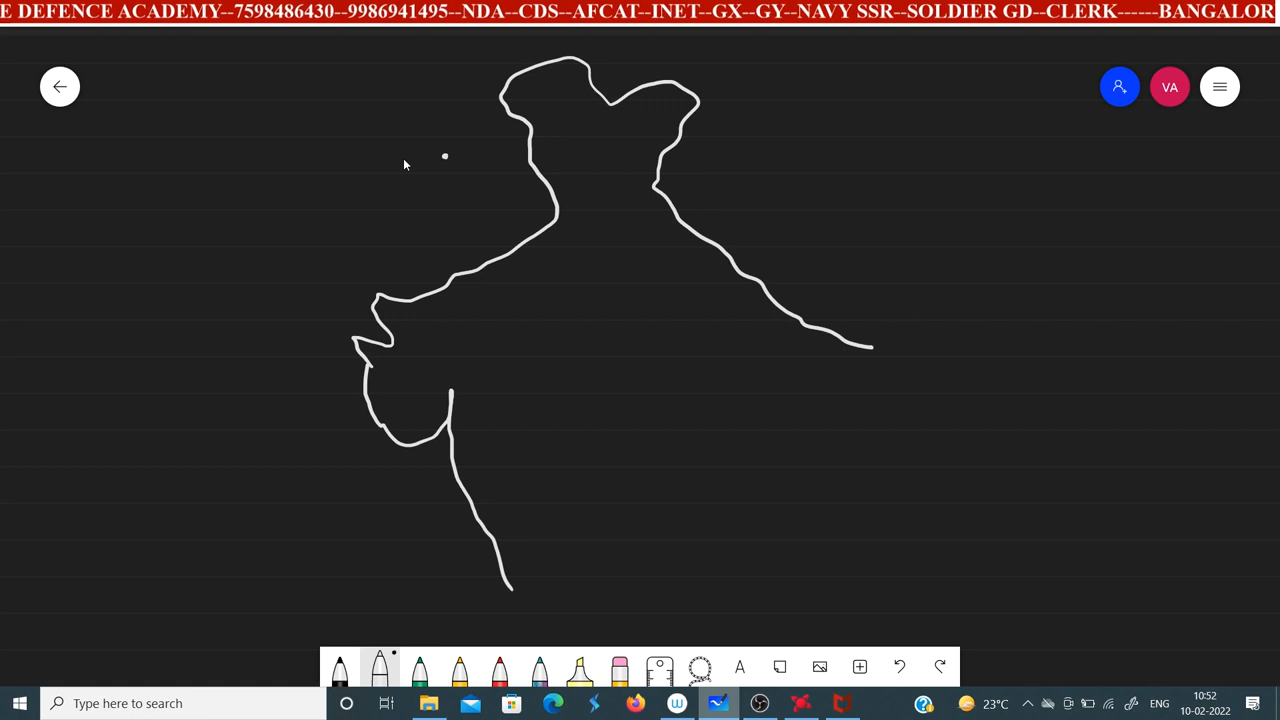 E DEFENCE ACADEMY--7598486430--9986941495--NDA--CDS--AFCAT--INET--GX--GY--NAVY SSR--SOLDIER GD--CLERK------BANGALOR
VA
A
Type here to search
23°C
ENG
10:52
10-02-2022